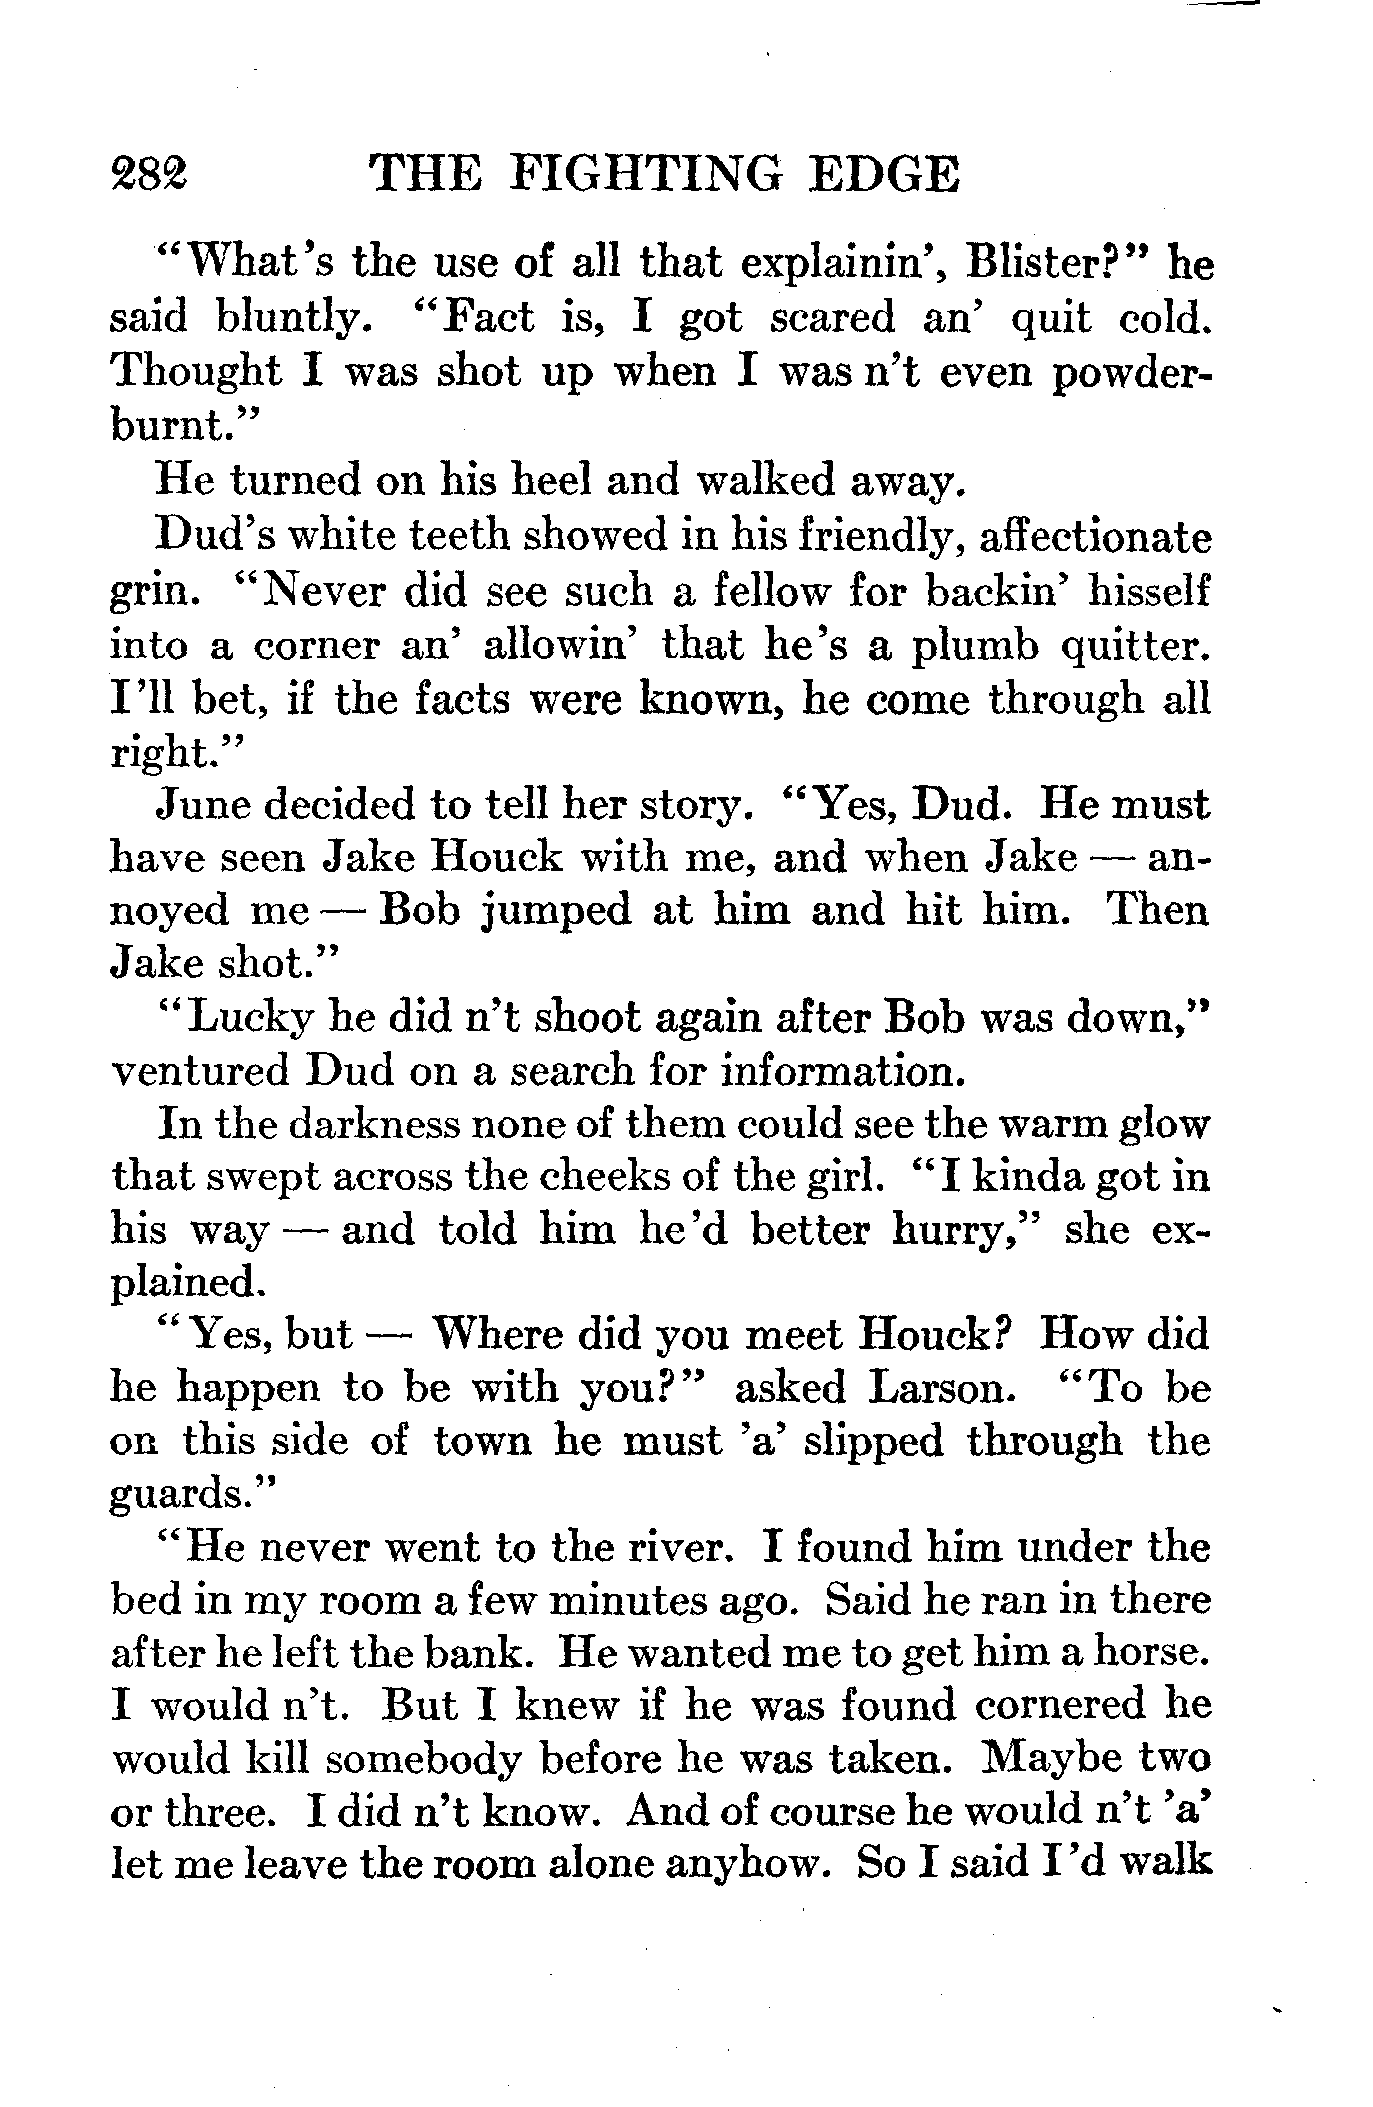 282 THE FIGHTING EDGE
“What’s the use of all that explainin’, Blister?” he
said bluntly. “Fact is, I got scared an’ quit cold.
Thought I was shot up when I was n’t even powder-
burnt.”
He turned on his heel and walked away.
Dud’s white teeth showed in his friendly, affectionate
grin. “Never did see such a fellow for backin’ hisself
into a corner an’ allowin’ that he’s a plumb quitter.
I’ll bet, if the facts were known, he come through all
right.”
June decided to tell her story. “Yes, Dud. He must
have seen Jake Houck with me, and when Jake — an-
noyed me — Bob jumped at him and hit him. Then
Jake shot.”
“Lucky he did n’t shoot again after Bob was down,”
ventured Dud on a search for information.
In the darkness none of them could see the warm glow
that swept across the cheeks of the girl. “I kinda got in
his way — and told him he’d better hurry,” she ex-
plained.
“Yes, but — Where did you meet Houck? How did
he happen to be with you?” asked Larson. “To be
on this side of town he must ’a’ slipped through the
guards.”
“He never went to the river. I found him under the
bed in my room a few minutes ago. Said he ran in there
after he left the bank. He wanted me to get him a horse.
I would n’t. But I knew if he was found cornered he
would kill somebody before he was taken. Maybe two
or three. I did n’t know. And of course he would n’t ’a’
let me leave the room alone anyhow. So I said I’d walk